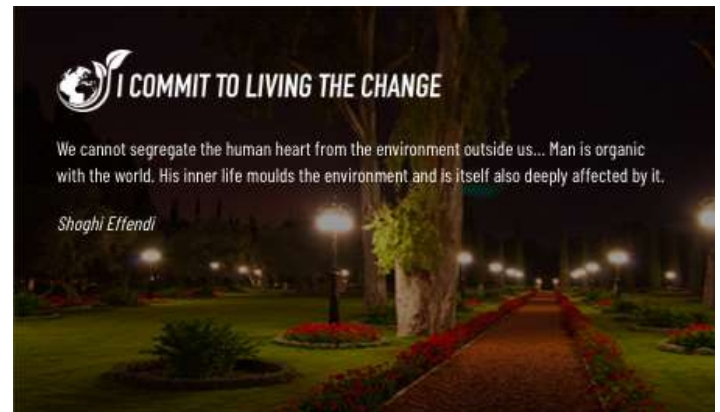 I COMMIT TO LIVING THE CHANGE
We cannot segregate the human heart from the environment outside us... Man is organic
with the world. His inner life moulds the environment and is itself also deeply affected by it.
Shoghi Effendi